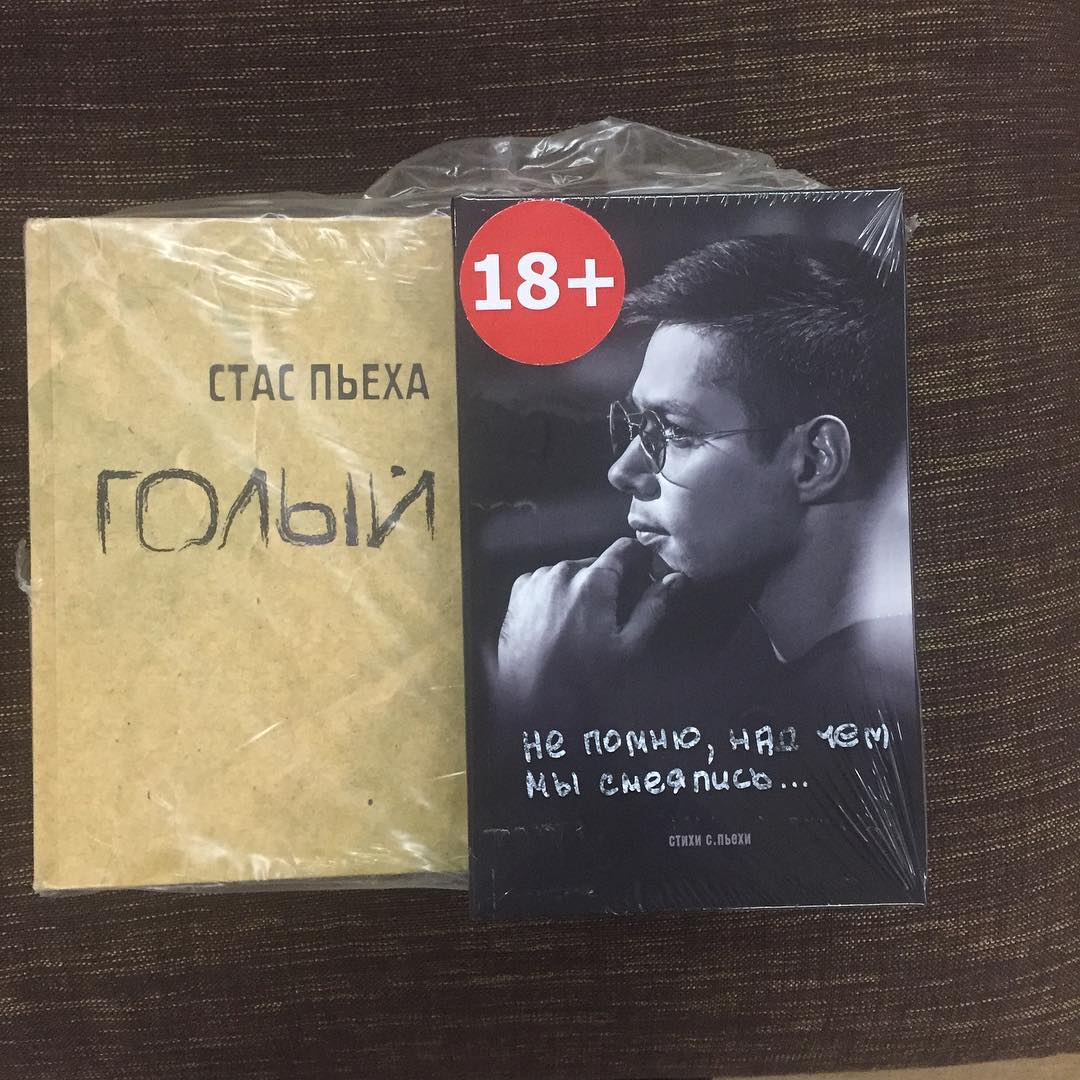 СТАС ПЬЕХА
ГОЛЫЙ
18+
не помню, над чем
мы смеялись...
СТИХИ С.ПЬЕХИ